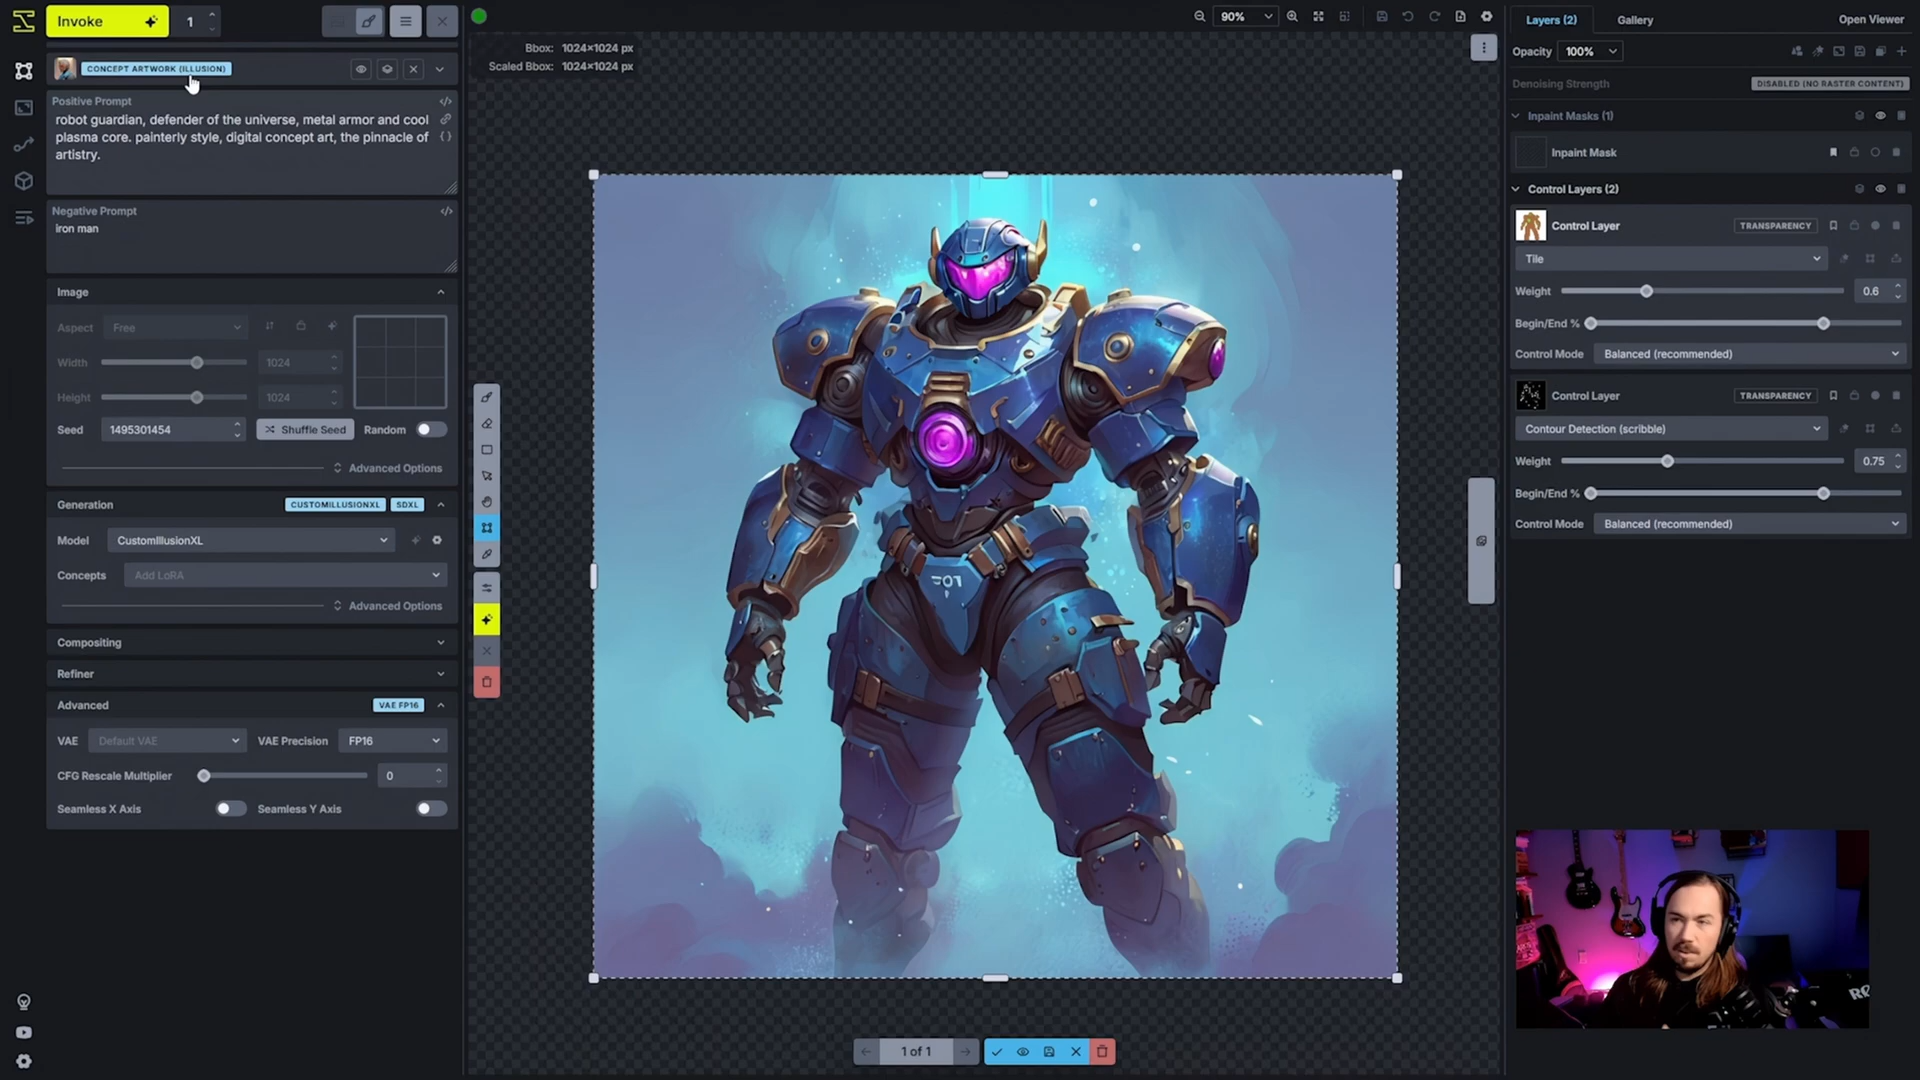 Invoke
1
90%
Bbox: 1024×1024 px
Scaled Bbox: 1024×1024 px
Layers (2)
Gallery
Open Viewer
Opacity 100%
Denoising Strength
DISABLED (NO RASTER CONTENT)
CONCEPT ARTWORK (ILLUSION)
Positive Prompt
robot guardian, defender of the universe, metal armor and cool
plasma core. painterly style, digital concept art, the pinnacle of
artistry.
Negative Prompt
iron man
Image
Aspect Free
Width 1024
Height 1024
Seed 1495301454 Shuffle Seed Random
Advanced Options
Generation CUSTOMILLUSIONXL SDXL
Model CustomIllusionXL
Concepts Add LoRA
Advanced Options
Compositing
Refiner
Advanced VAE FP16
VAE Default VAE VAE Precision FP16
CFG Rescale Multiplier 0
Seamless X Axis Seamless Y Axis
1 of 1
Inpaint Masks (1)
Inpaint Mask
Control Layers (2)
Control Layer TRANSPARENCY
Tile
Weight 0.6
Begin/End %
Control Mode Balanced (recommended)
Control Layer TRANSPARENCY
Contour Detection (scribble)
Weight 0.75
Begin/End %
Control Mode Balanced (recommended)